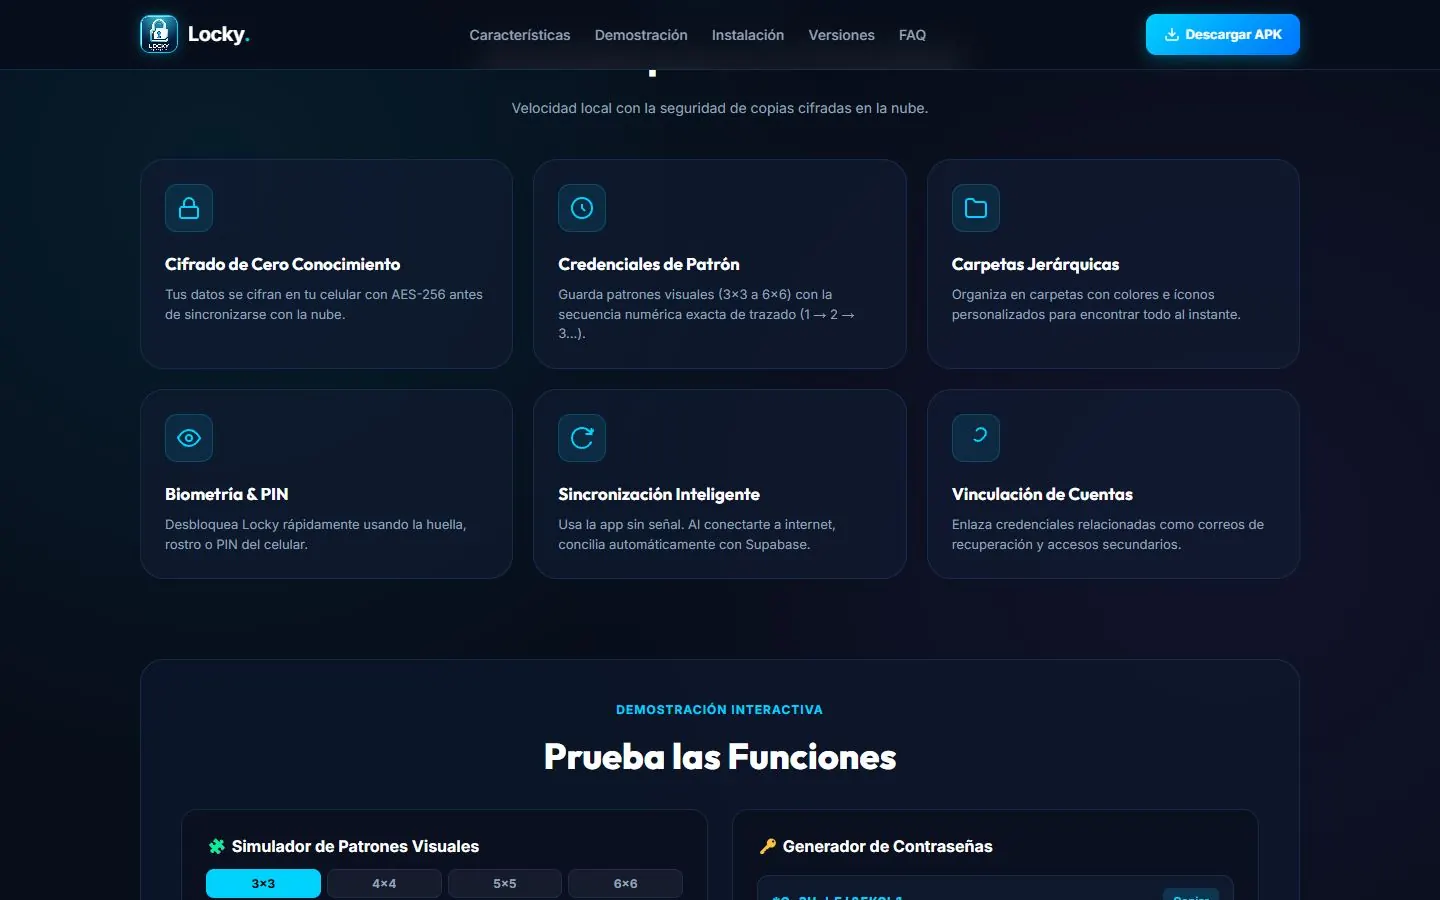 LOCKY
Locky.
Características
Demostración
Instalación
Versiones
FAQ
Descargar APK
Velocidad local con la seguridad de copias cifradas en la nube.
Cifrado de Cero Conocimiento
Tus datos se cifran en tu celular con AES-256 antes
de sincronizarse con la nube.
Credenciales de Patrón
Guarda patrones visuales (3×3 a 6×6) con la
secuencia numérica exacta de trazado (1 → 2 →
3...).
Carpetas Jerárquicas
Organiza en carpetas con colores e íconos
personalizados para encontrar todo al instante.
Biometría & PIN
Desbloquea Locky rápidamente usando la huella,
rostro o PIN del celular.
Sincronización Inteligente
Usa la app sin señal. Al conectarte a internet,
concilia automáticamente con Supabase.
Vinculación de Cuentas
Enlaza credenciales relacionadas como correos de
recuperación y accesos secundarios.
DEMOSTRACIÓN INTERACTIVA
Prueba las Funciones
Simulador de Patrones Visuales
3×3
4×4
5×5
6×6
Generador de Contraseñas